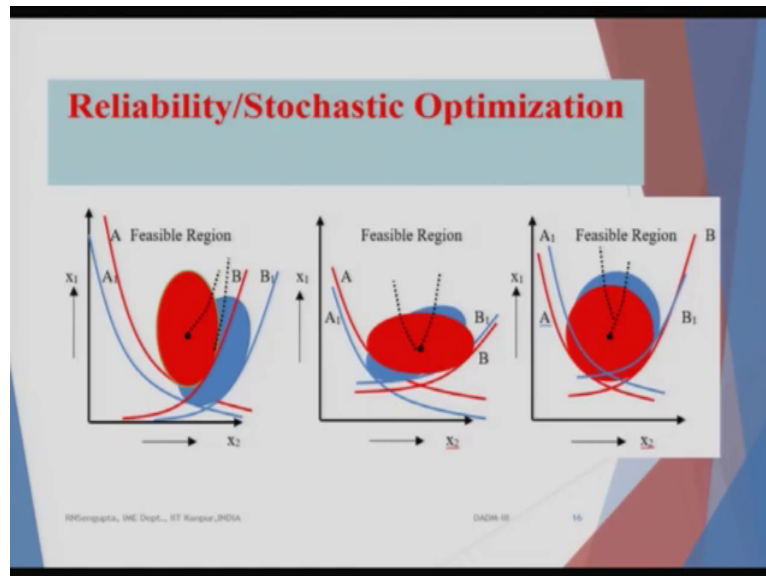 Reliability/Stochastic Optimization
A Feasible Region
x₁ A₁ B B₁
x₂
Feasible Region
x₁ A
A₁ B₁
B
x₂
A₁ Feasible Region B
x₁
A B₁
x₂
RNSengupta, IME Dept., IIT Kanpur,INDIA DADM-III 16